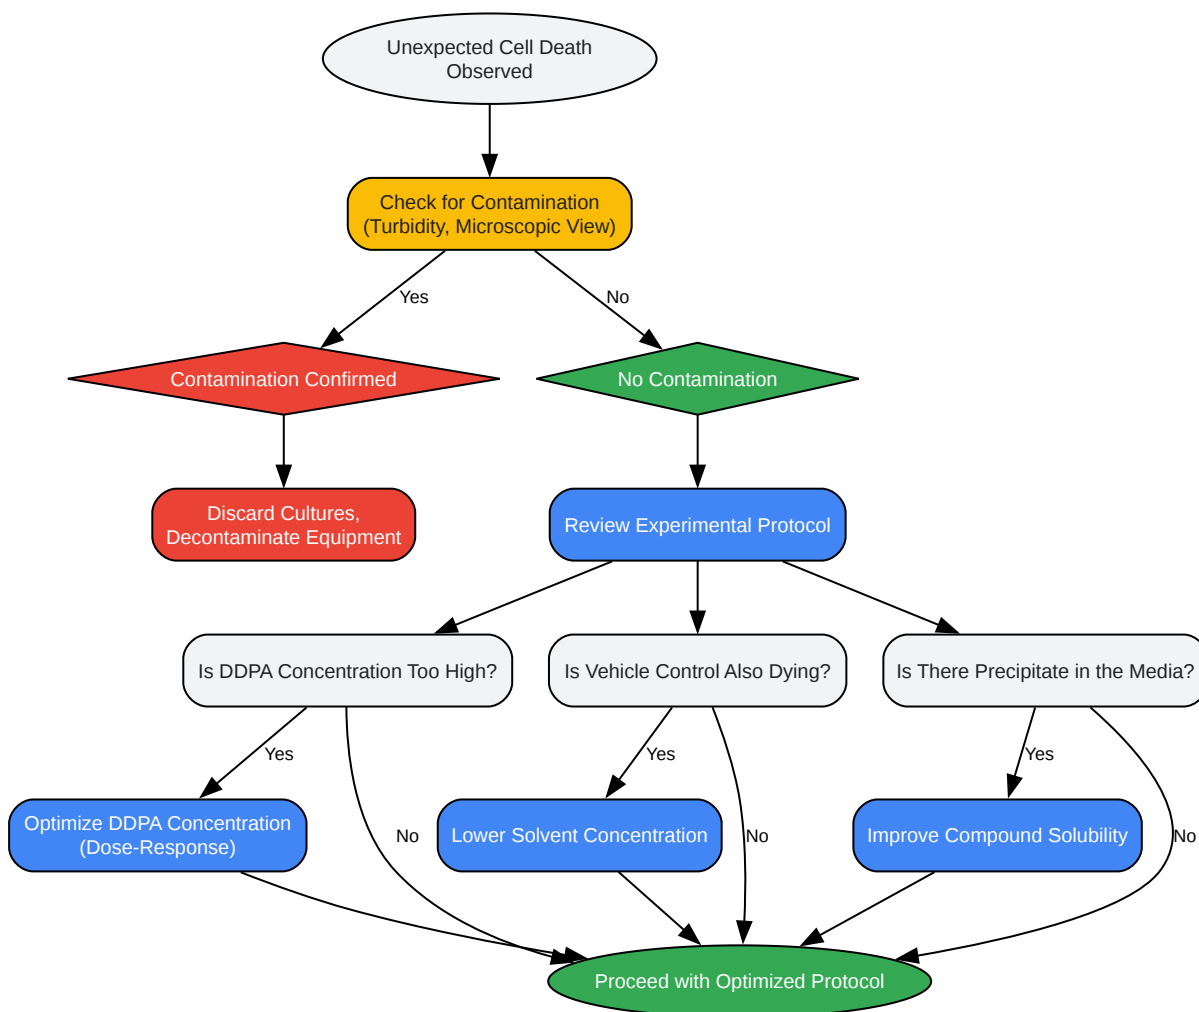 Unexpected Cell Death
Observed
Check for Contamination
(Turbidity, Microscopic View)
Yes
No
Contamination Confirmed
No Contamination
Discard Cultures,
Decontaminate Equipment
Review Experimental Protocol
Is DDPA Concentration Too High?
Is Vehicle Control Also Dying?
Is There Precipitate in the Media?
Yes
Yes
Yes
Optimize DDPA Concentration
(Dose-Response)
No
Lower Solvent Concentration
No
Improve Compound Solubility
No
Proceed with Optimized Protocol